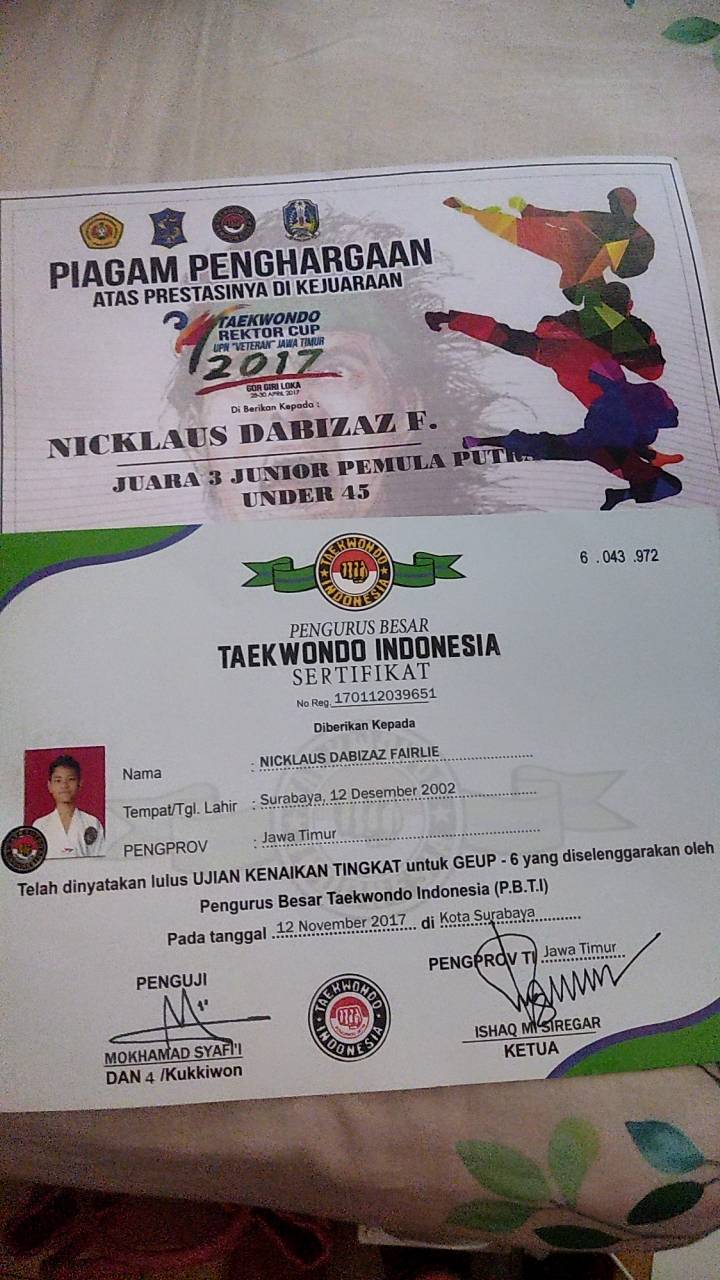 PIAGAM PENGHARGAAN
ATAS PRESTASINYA DI KEJUARAAN
TAEKWONDO
REKTOR CUP
UPN "VETERAN" JAWA TIMUR
2017
GOR GIRI LOKA
28-30 APRIL 2017
Di Berikan Kepada :
NICKLAUS DABIZAZ F.
JUARA 3 JUNIOR PEMULA PUTRA
UNDER 45
6 . 043 .972
TAEKWONDO
INDONESIA
PENGURUS BESAR
TAEKWONDO INDONESIA
SERTIFIKAT
No Reg. 170112039651
Diberikan Kepada
Nama : NICKLAUS DABIZAZ FAIRLIE
Tempat/Tgl. Lahir : Surabaya, 12 Desember 2002
PENGPROV : Jawa Timur
Telah dinyatakan lulus UJIAN KENAIKAN TINGKAT untuk GEUP - 6 yang diselenggarakan oleh
Pengurus Besar Taekwondo Indonesia (P.B.T.I)
Pada tanggal 12 November 2017 di Kota Surabaya
PENGUJI
MOKHAMAD SYAFI'I
DAN 4 /Kukkiwon
TAEKWONDO
INDONESIA
PENGPROV TI Jawa Timur
ISHAQ M SIREGAR
KETUA